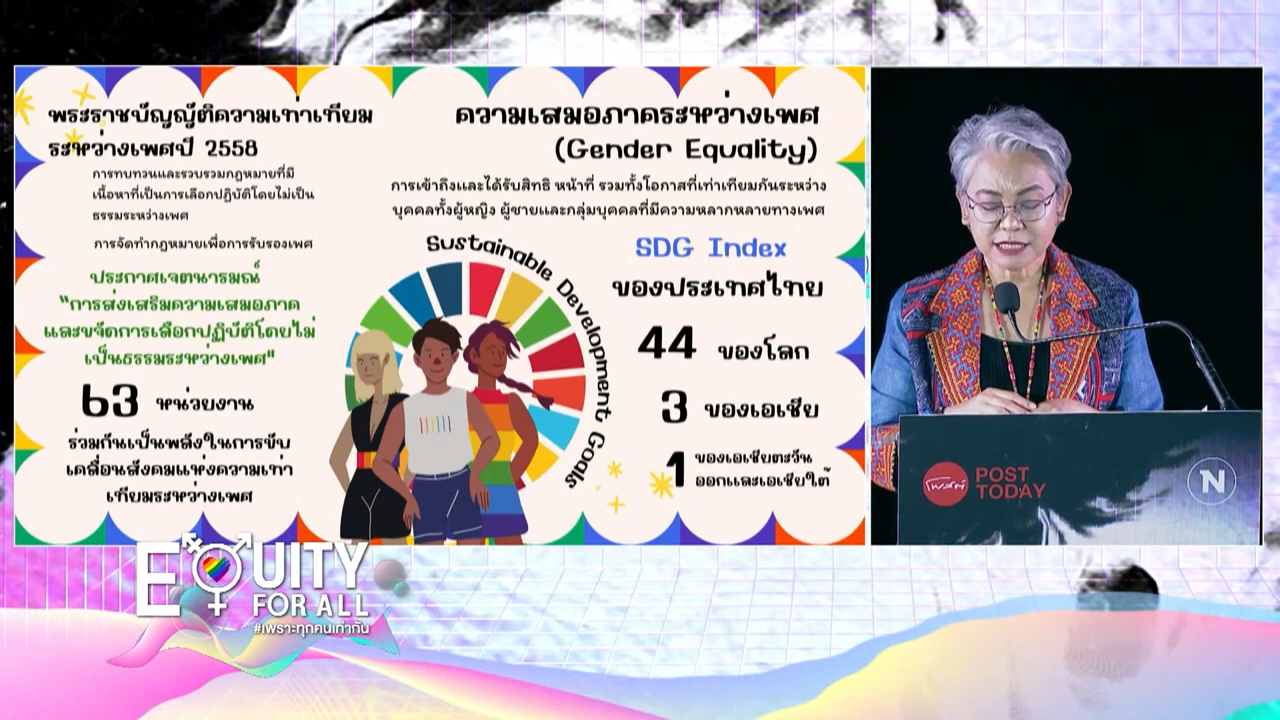 พระราชบัญญัติความเท่าเทียม
ระหว่างเพศปี 2558
การทบทวนและรวบรวมกฎหมายที่มี
เนื้อหาที่เป็นการเลือกปฏิบัติโดยไม่เป็น
ธรรมระหว่างเพศ
การจัดทำกฎหมายเพื่อการรับรองเพศ
ประกาศเจตนารมณ์
"การส่งเสริมความเสมอภาค
และขจัดการเลือกปฏิบัติโดยไม่
เป็นธรรมระหว่างเพศ"
63 หน่วยงาน
ร่วมกันเป็นพลังในการขับ
เคลื่อนสังคมแห่งความเท่า
เทียมระหว่างเพศ
ความเสมอภาคระหว่างเพศ
(Gender Equality)
การเข้าถึงและได้รับสิทธิ หน้าที่ รวมทั้งโอกาสที่เท่าเทียมกันระหว่าง
บุคคลทั้งผู้หญิง ผู้ชายและกลุ่มบุคคลที่มีความหลากหลายทางเพศ
Sustainable Development Goals
SDG Index
ของประเทศไทย
44 ของโลก
3 ของเอเชีย
1 ของเอเชียตะวัน
ออกและเอเชียใต้
โพสต์
POST
TODAY
N
EQUITY
FOR ALL
#เพราะทุกคนเท่ากัน